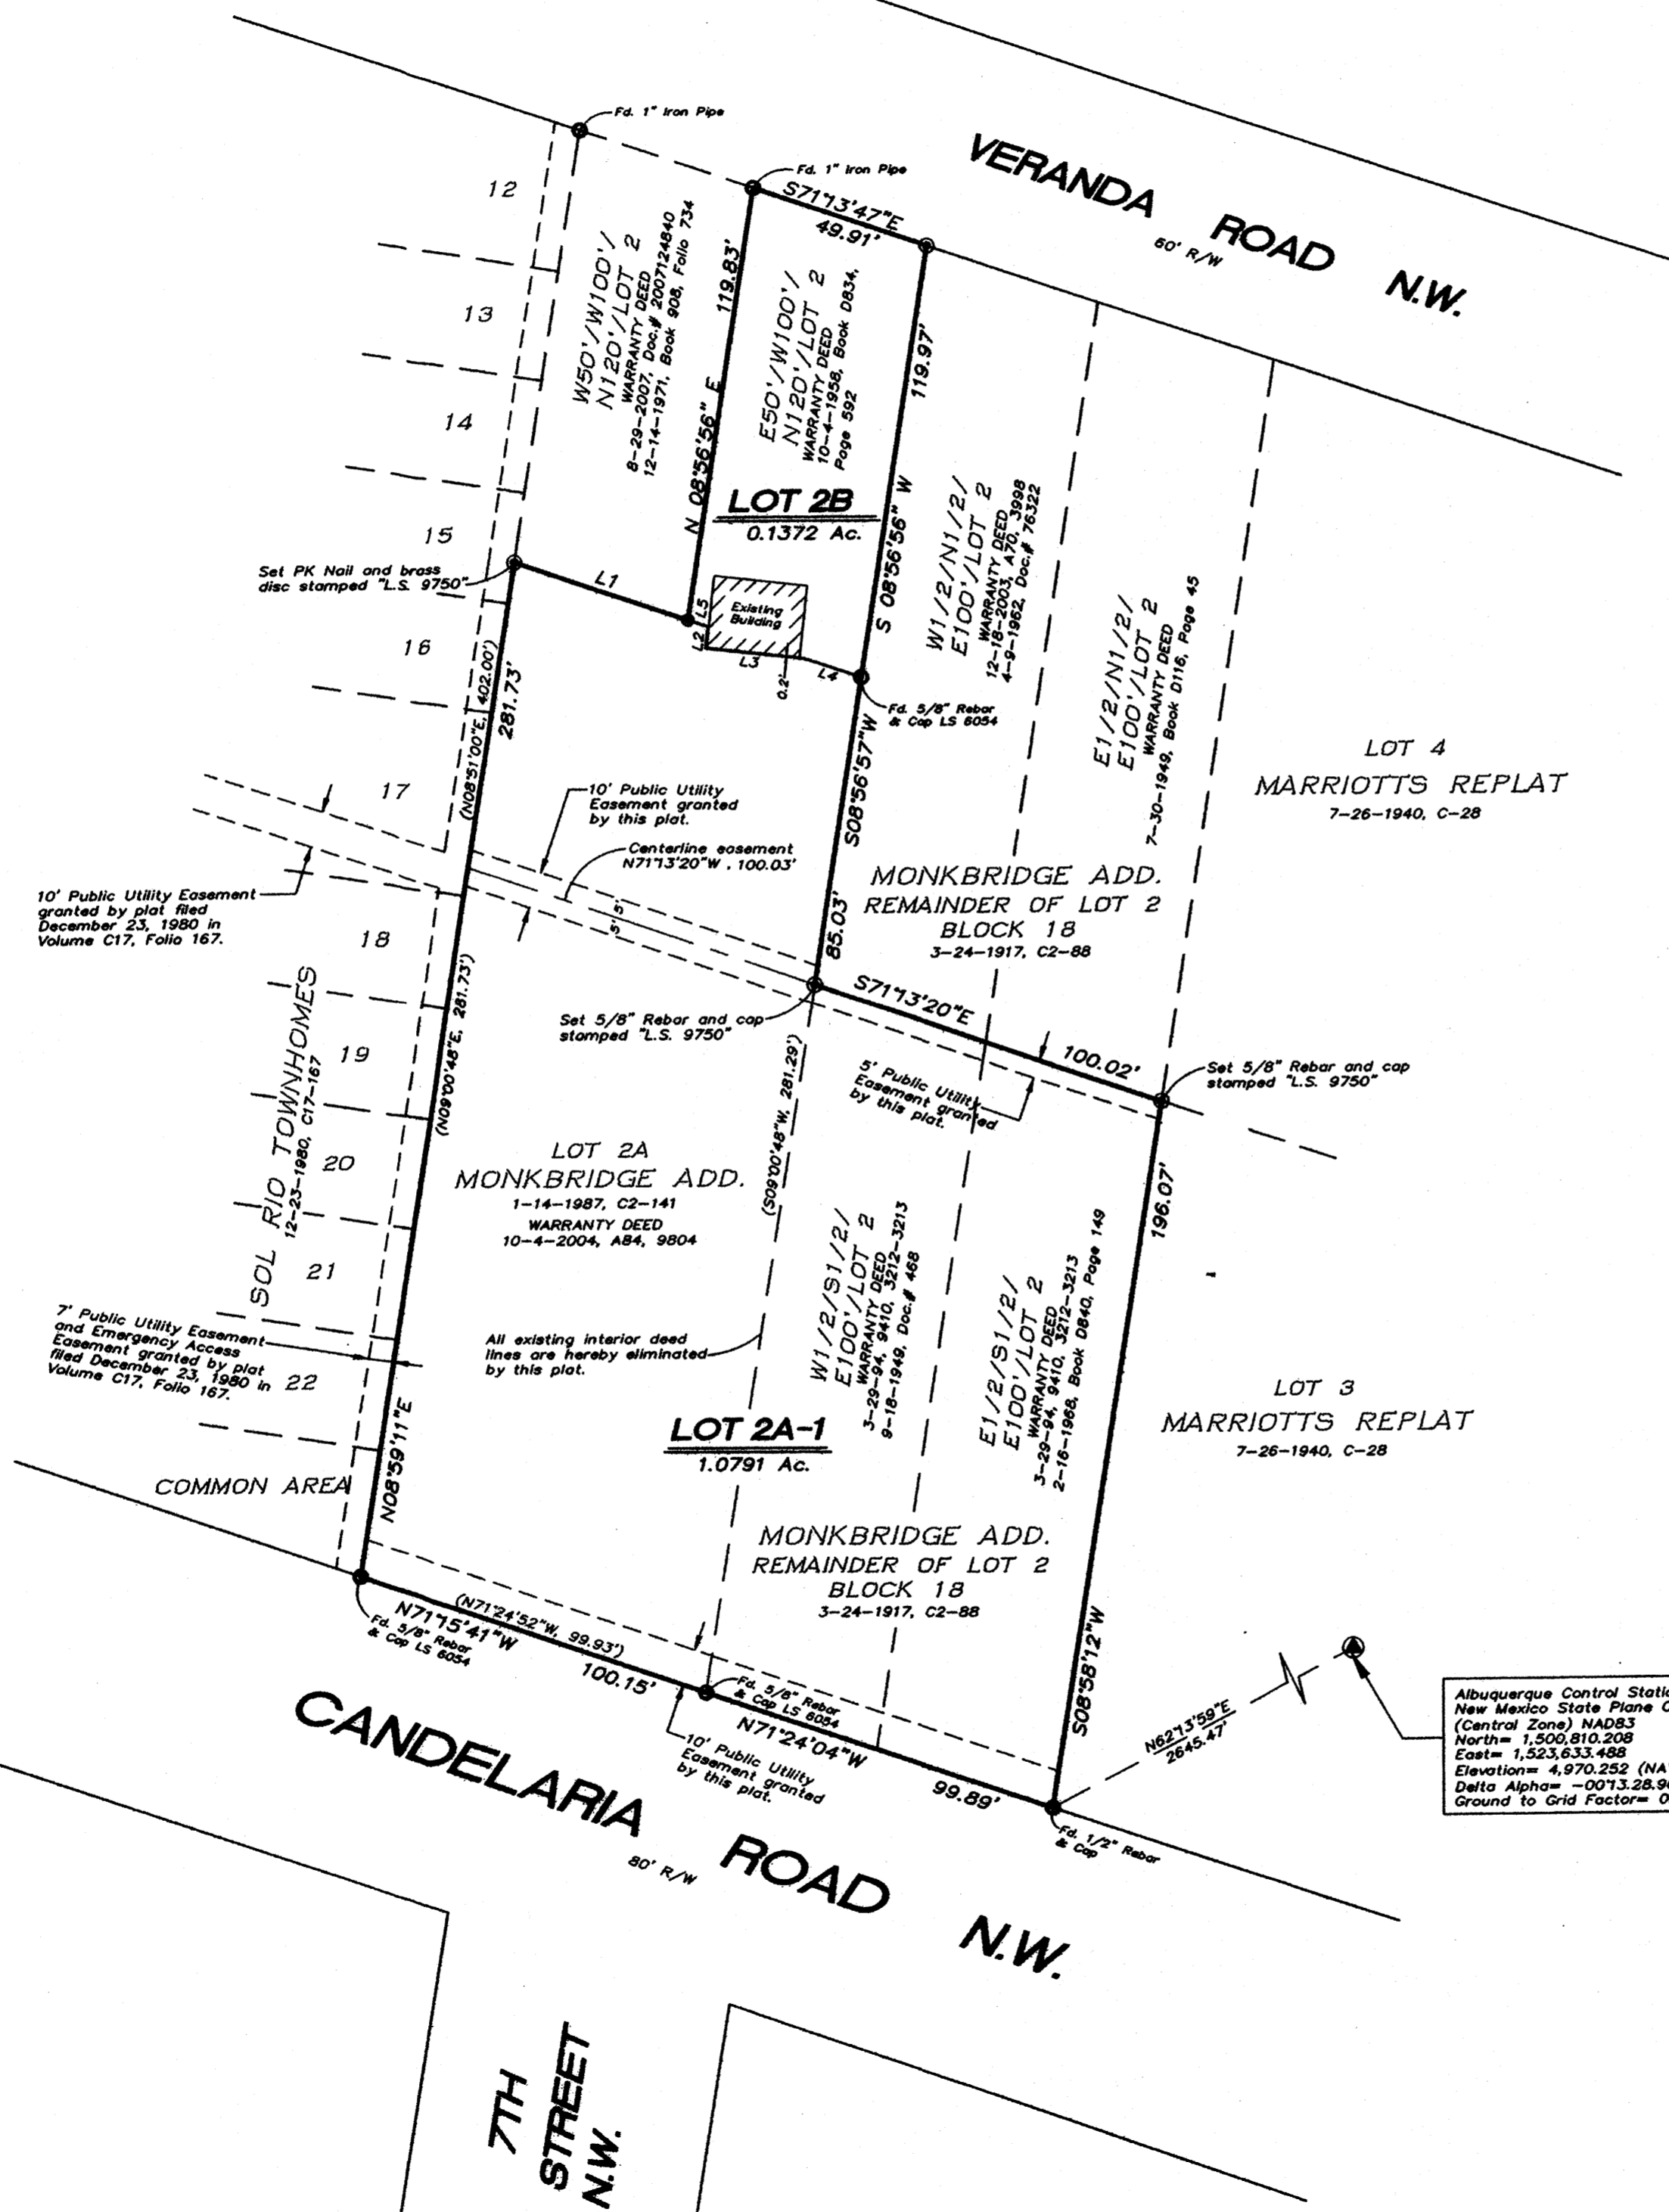 Fd. 1" Iron Pipe
Fd. 1" Iron Pipe
VERANDA ROAD N.W.
60' R/W
S71°13'47"E
49.91'
12
13
14
15
16
17
18
19
20
21
22
W50'/W100'/
N120'/LOT 2
WARRANTY DEED
8-29-2007, Doc.# 2007124840
12-14-1971, Book 908, Folio 734
119.83'
N 08°56'56" E
E50'/W100'/
N120'/LOT 2
WARRANTY DEED
10-4-1958, Book D834,
Page 592
119.97'
S 08°56'56" W
LOT 2B
0.1372 Ac.
W1/2/N1/2/
E100'/LOT 2
WARRANTY DEED
12-18-2003, A70, 3998
4-9-1962, Doc.# 76322
E1/2/N1/2/
E100'/LOT 2
WARRANTY DEED
7-30-1949, Book D116, Page 45
Set PK Nail and brass
disc stamped "L.S. 9750"
L1
L5
L2
Existing
Building
L3
0.2'
L4
Fd. 5/8" Rebar
& Cap LS 6054
(N08°51'00"E, 402.00')
281.73'
S08°56'57"W
85.03'
LOT 4
MARRIOTTS REPLAT
7-26-1940, C-28
10' Public Utility
Easement granted
by this plat.
Centerline easement
N71°13'20"W , 100.03'
5'
5'
MONKBRIDGE ADD.
REMAINDER OF LOT 2
BLOCK 18
3-24-1917, C2-88
10' Public Utility Easement
granted by plat filed
December 23, 1980 in
Volume C17, Folio 167.
SOL RIO TOWNHOMES
12-23-1980, C17-167
(N09°00'48"E, 281.73')
Set 5/8" Rebar and cap
stamped "L.S. 9750"
S71°13'20"E
100.02'
Set 5/8" Rebar and cap
stamped "L.S. 9750"
5' Public Utility
Easement granted
by this plat.
(S09°00'48"W, 281.29')
LOT 2A
MONKBRIDGE ADD.
1-14-1987, C2-141
WARRANTY DEED
10-4-2004, A84, 9804
196.07'
W1/2/S1/2/
E100'/LOT 2
WARRANTY DEED
3-29-94, 9410, 3212-3213
9-18-1949, Doc.# 468
E1/2/S1/2/
E100'/LOT 2
WARRANTY DEED
3-29-94, 9410, 3212-3213
2-16-1968, Book D840, Page 149
7' Public Utility Easement
and Emergency Access
Easement granted by plat
filed December 23, 1980 in
Volume C17, Folio 167.
All existing interior deed
lines are hereby eliminated
by this plat.
LOT 2A-1
1.0791 Ac.
LOT 3
MARRIOTTS REPLAT
7-26-1940, C-28
N08°59'11"E
COMMON AREA
MONKBRIDGE ADD.
REMAINDER OF LOT 2
BLOCK 18
3-24-1917, C2-88
S08°58'12"W
Fd. 5/8" Rebar
& Cap LS 6054
(N71°24'52"W, 99.93')
N71°15'41"W
100.15'
Fd. 5/8" Rebar
& Cap LS 6054
N71°24'04"W
99.89'
10' Public Utility
Easement granted
by this plat.
Fd. 1/2" Rebar
& Cap
N62°13'59"E
2645.47'
Albuquerque Control Static
New Mexico State Plane C
(Central Zone) NAD83
North= 1,500,810.208
East= 1,523,633.488
Elevation= 4,970.252 (NA
Delta Alpha= -00°13.28.9
Ground to Grid Factor= 0
CANDELARIA ROAD N.W.
80' R/W
7TH
STREET
N.W.